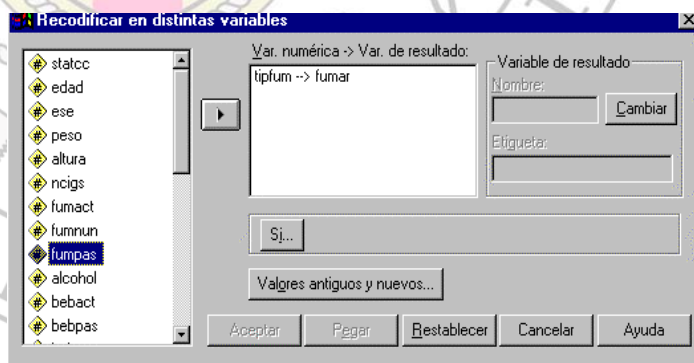 Recodificar en distintas variables
statcc
edad
ese
peso
altura
ncigs
fumact
fumnun
fumpas
alcohol
bebact
bebpas
Var. numérica -> Var. de resultado:
tipfum --> fumar
Variable de resultado
Nombre:
Cambiar
Etiqueta:
Si...
Valores antiguos y nuevos...
Aceptar
Pegar
Restablecer
Cancelar
Ayuda